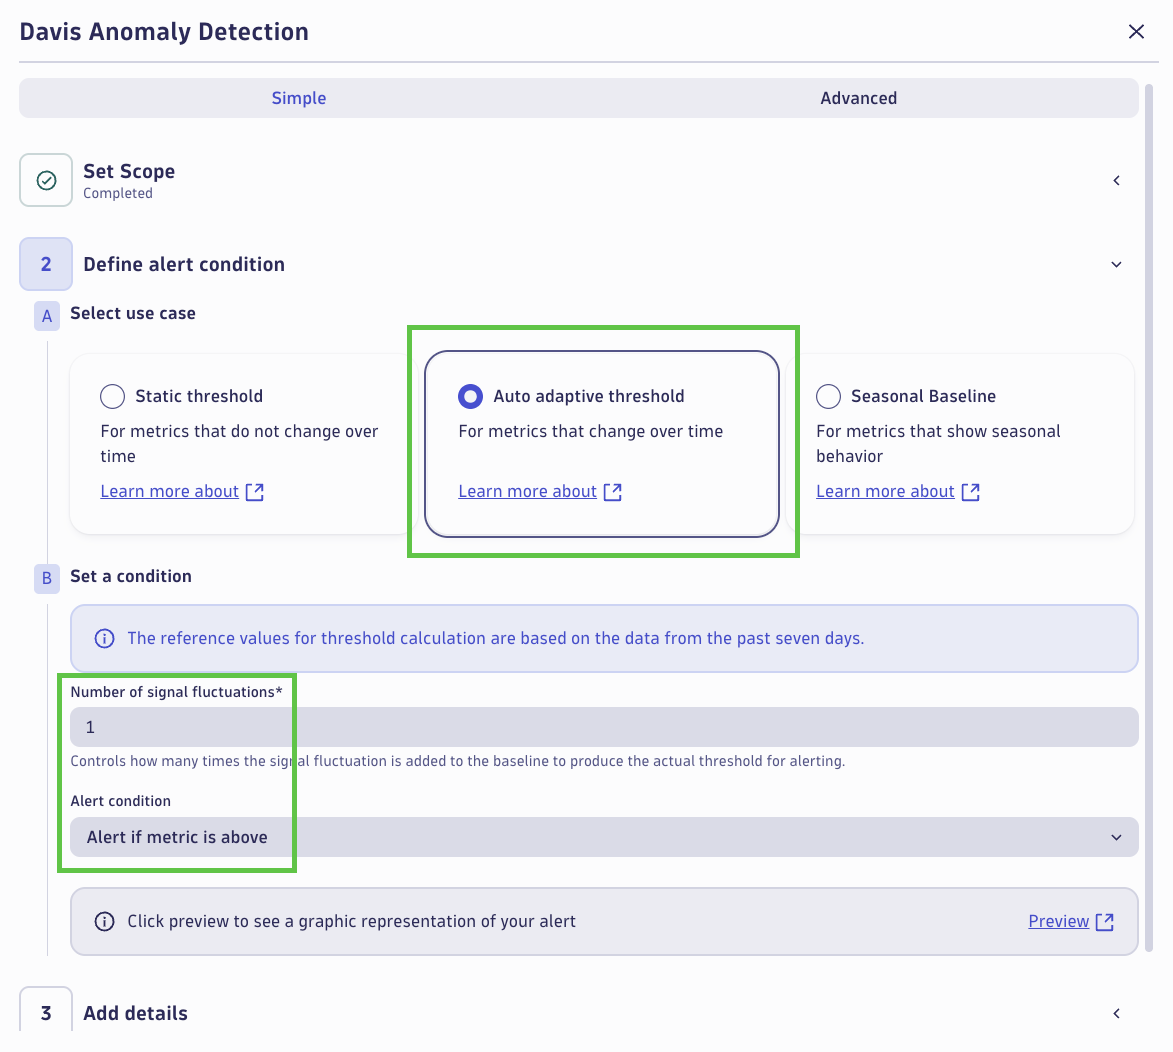 Davis Anomaly Detection
Simple
Advanced
Set Scope
Completed
2
Define alert condition
A
Select use case
Static threshold
For metrics that do not change over
time
Learn more about
Auto adaptive threshold
For metrics that change over time
Learn more about
Seasonal Baseline
For metrics that show seasonal
behavior
Learn more about
B
Set a condition
The reference values for threshold calculation are based on the data from the past seven days.
Number of signal fluctuations*
1
Controls how many times the signal fluctuation is added to the baseline to produce the actual threshold for alerting.
Alert condition
Alert if metric is above
Click preview to see a graphic representation of your alert
Preview
3
Add details